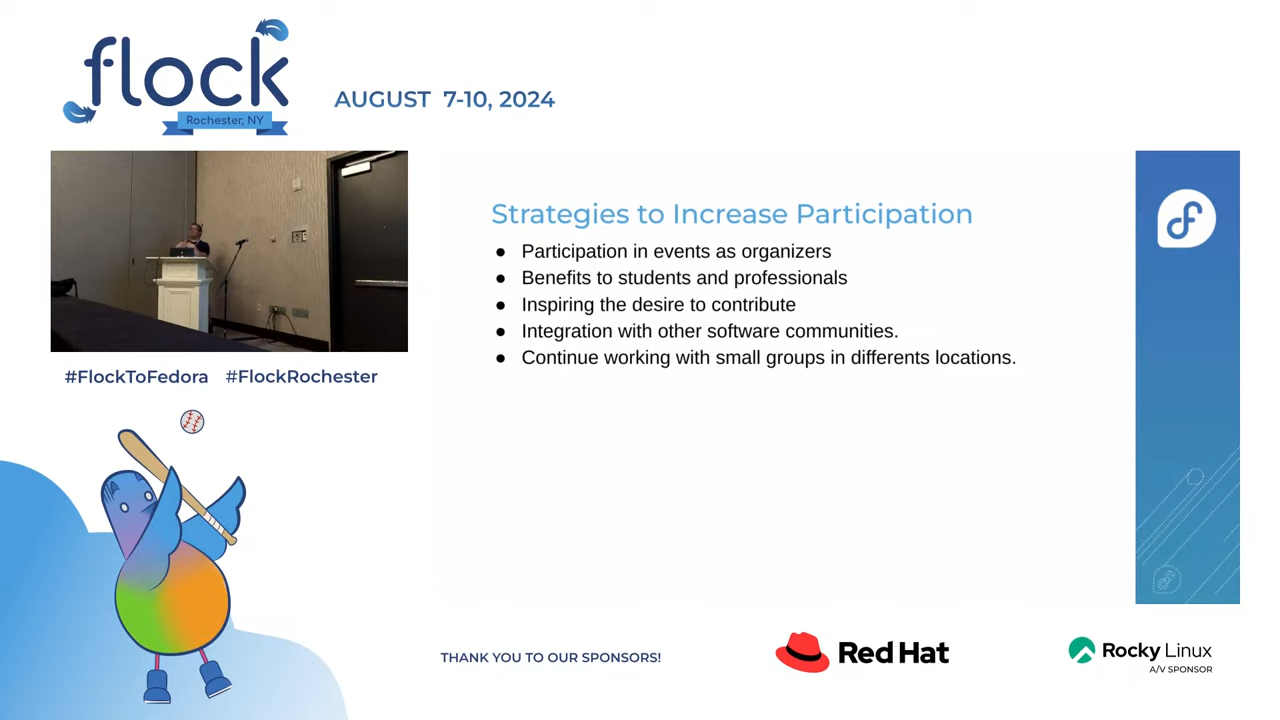 flock
Rochester, NY
AUGUST 7-10, 2024
Strategies to Increase Participation
● Participation in events as organizers
● Benefits to students and professionals
● Inspiring the desire to contribute
● Integration with other software communities.
● Continue working with small groups in differents locations.
#FlockToFedora #FlockRochester
THANK YOU TO OUR SPONSORS!
Red Hat
Rocky Linux
A/V SPONSOR